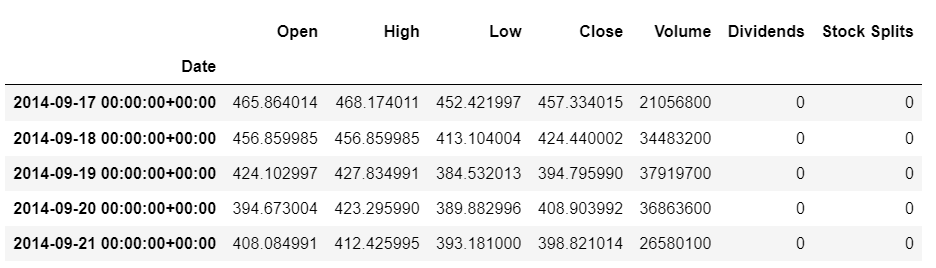 Open High Low Close Volume Dividends Stock Splits
Date
2014-09-17 00:00:00+00:00 465.864014 468.174011 452.421997 457.334015 21056800 0 0
2014-09-18 00:00:00+00:00 456.859985 456.859985 413.104004 424.440002 34483200 0 0
2014-09-19 00:00:00+00:00 424.102997 427.834991 384.532013 394.795990 37919700 0 0
2014-09-20 00:00:00+00:00 394.673004 423.295990 389.882996 408.903992 36863600 0 0
2014-09-21 00:00:00+00:00 408.084991 412.425995 393.181000 398.821014 26580100 0 0